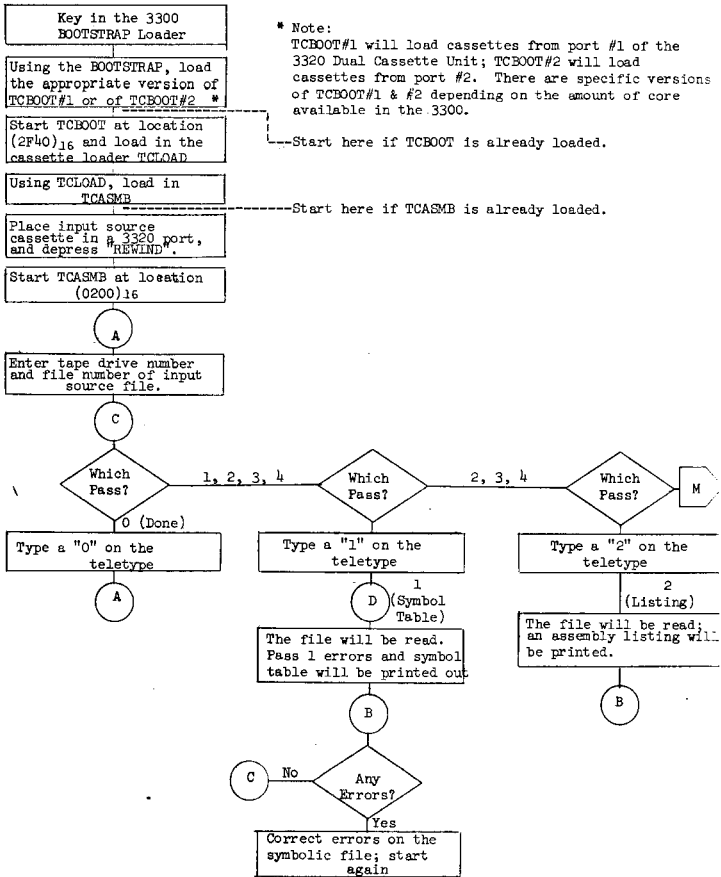 Key in the 3300
BOOTSTRAP Loader
Using the BOOTSTRAP, load
the appropriate version of
TCBOOT#1 or of TCBOOT#2 *
* Note:
TCBOOT#1 will load cassettes from port #1 of the
3320 Dual Cassette Unit; TCBOOT#2 will load
cassettes from port #2. There are specific versions
of TCBOOT#1 & #2 depending on the amount of core
available in the 3300.
Start TCBOOT at location
(2F40)16 and load in the
cassette loader TCLOAD
Start here if TCBOOT is already loaded.
Using TCLOAD, load in
TCASMB
Start here if TCASMB is already loaded.
Place input source
cassette in a 3320 port,
and depress "REWIND".
Start TCASMB at location
(0200)16
A
Enter tape drive number
and file number of input
source file.
C
Which
Pass?
1, 2, 3, 4
Which
Pass?
2, 3, 4
Which
Pass?
M
0 (Done)
Type a "0" on the
teletype
Type a "1" on the
teletype
Type a "2" on the
teletype
A
D
1
(Symbol
Table)
2
(Listing)
The file will be read.
Pass 1 errors and symbol
table will be printed out
The file will be read;
an assembly listing will
be printed.
B
B
Any
Errors?
No
C
Yes
Correct errors on the
symbolic file; start
again